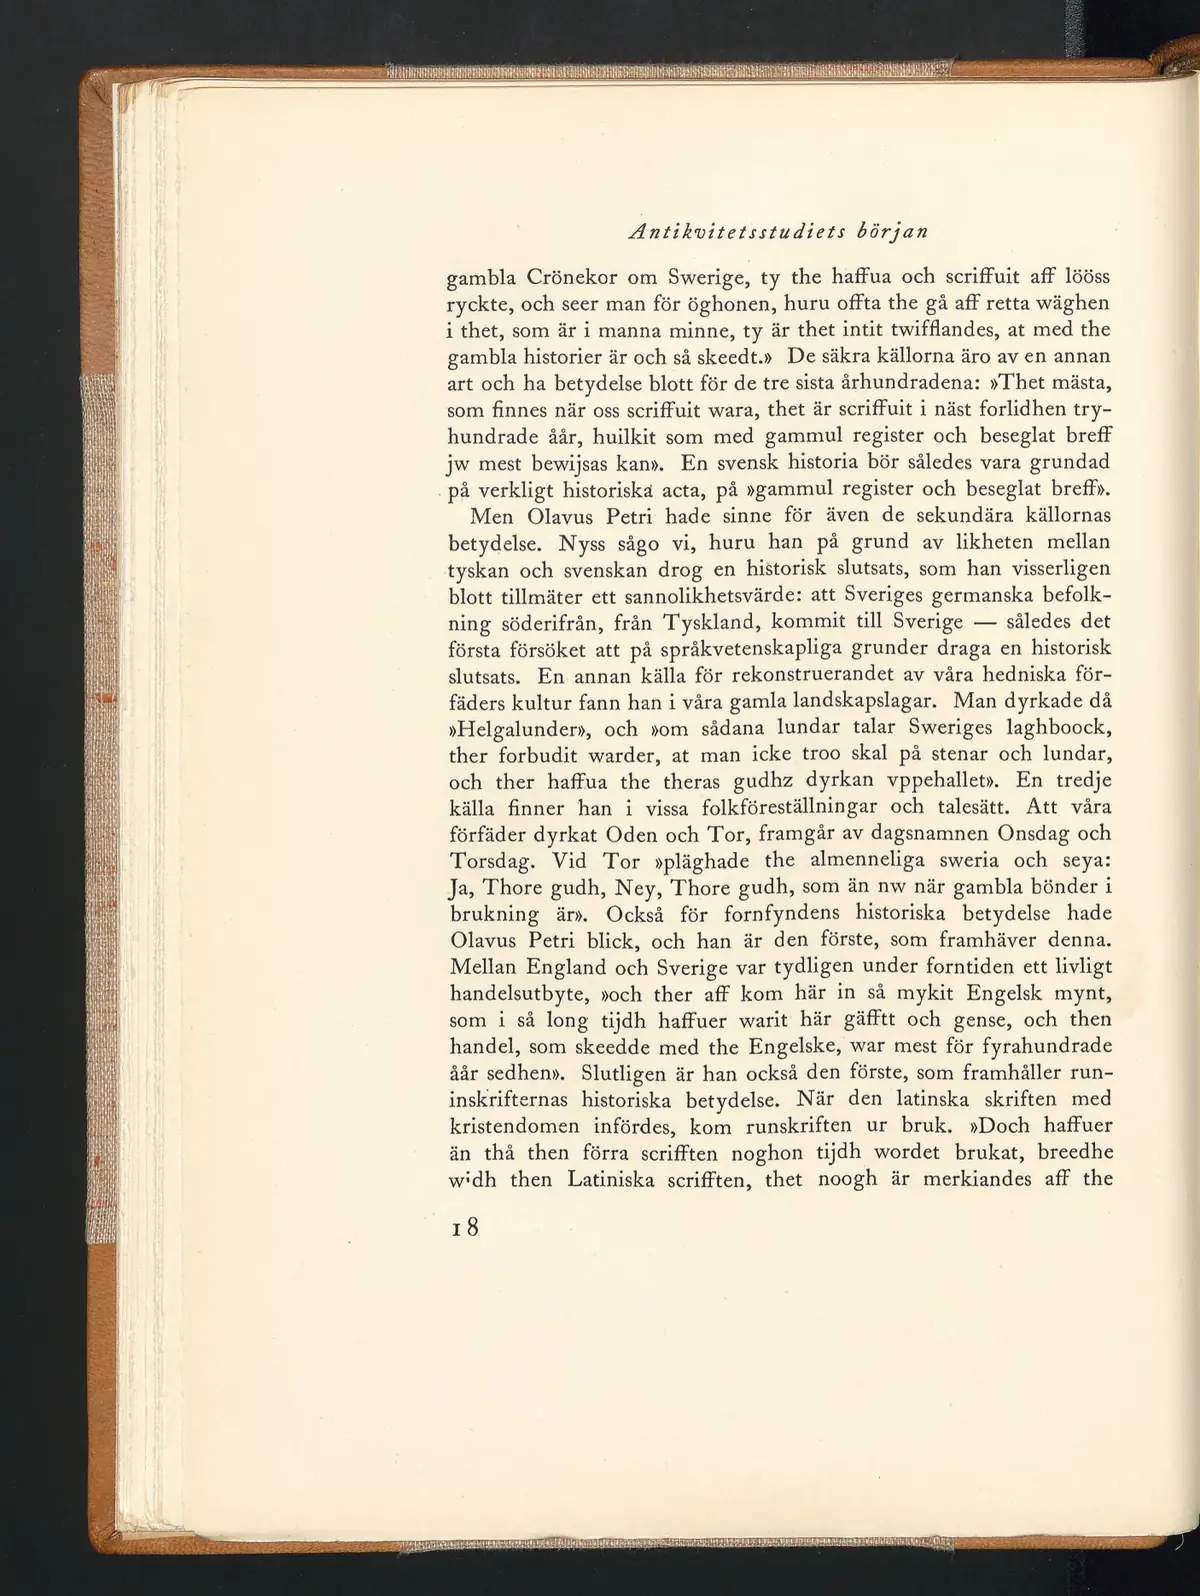 Antikvitetsstudiets början
gambla Crönekor om Swerige, ty the haffua och scriffuit aff lööss
ryckte, och seer man för öghonen, huru offta the gå aff retta wäghen
i thet, som är i manna minne, ty är thet intit twifflandes, at med the
gambla historier är och så skeedt.» De säkra källorna äro av en annan
art och ha betydelse blott för de tre sista århundradena: »Thet mästa,
som finnes när oss scriffuit wara, thet är scriffuit i näst forlidhen try-
hundrade åår, huilkit som med gammul register och beseglat breff
jw mest bewijsas kan». En svensk historia bör således vara grundad
på verkligt historiska acta, på »gammul register och beseglat breff».
Men Olavus Petri hade sinne för även de sekundära källornas
betydelse. Nyss sågo vi, huru han på grund av likheten mellan
tyskan och svenskan drog en historisk slutsats, som han visserligen
blott tillmäter ett sannolikhetsvärde: att Sveriges germanska befolk-
ning söderifrån, från Tyskland, kommit till Sverige — således det
första försöket att på språkvetenskapliga grunder draga en historisk
slutsats. En annan källa för rekonstruerandet av våra hedniska för-
fäders kultur fann han i våra gamla landskapslagar. Man dyrkade då
»Helgalunder», och »om sådana lundar talar Sweriges laghboock,
ther forbudit warder, at man icke troo skal på stenar och lundar,
och ther haffua the theras gudhz dyrkan vppehallet». En tredje
källa finner han i vissa folkföreställningar och talesätt. Att våra
förfäder dyrkat Oden och Tor, framgår av dagsnamnen Onsdag och
Torsdag. Vid Tor »pläghade the almenneliga sweria och seya:
Ja, Thore gudh, Ney, Thore gudh, som än nw när gambla bönder i
brukning är». Också för fornfyndens historiska betydelse hade
Olavus Petri blick, och han är den förste, som framhäver denna.
Mellan England och Sverige var tydligen under forntiden ett livligt
handelsutbyte, »och ther aff kom här in så mykit Engelsk mynt,
som i så long tijdh haffuer warit här gäfftt och gense, och then
handel, som skeedde med the Engelske, war mest för fyrahundrade
åår sedhen». Slutligen är han också den förste, som framhåller run-
inskrifternas historiska betydelse. När den latinska skriften med
kristendomen infördes, kom runskriften ur bruk. »Doch haffuer
än thå then förra scrifften noghon tijdh wordet brukat, breedhe
widh then Latiniska scrifften, thet noogh är merkiandes aff the
18